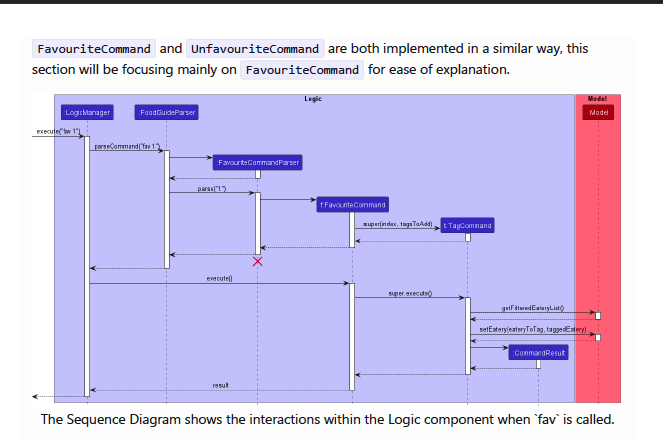 FavouriteCommand and UnfavouriteCommand are both implemented in a similar way, this
section will be focusing mainly on FavouriteCommand for ease of explanation.
Logic
Model
:LogicManager
:FoodGuideParser
:Model
execute("fav 1")
parseCommand("fav 1")
:FavouriteCommandParser
parse("1")
f:FavouriteCommand
super(index, tagsToAdd)
t:TagCommand
execute()
super.execute()
getFilteredEateryList()
setEatery(eateryToTag, taggedEatery)
:CommandResult
result
The Sequence Diagram shows the interactions within the Logic component when `fav` is called.